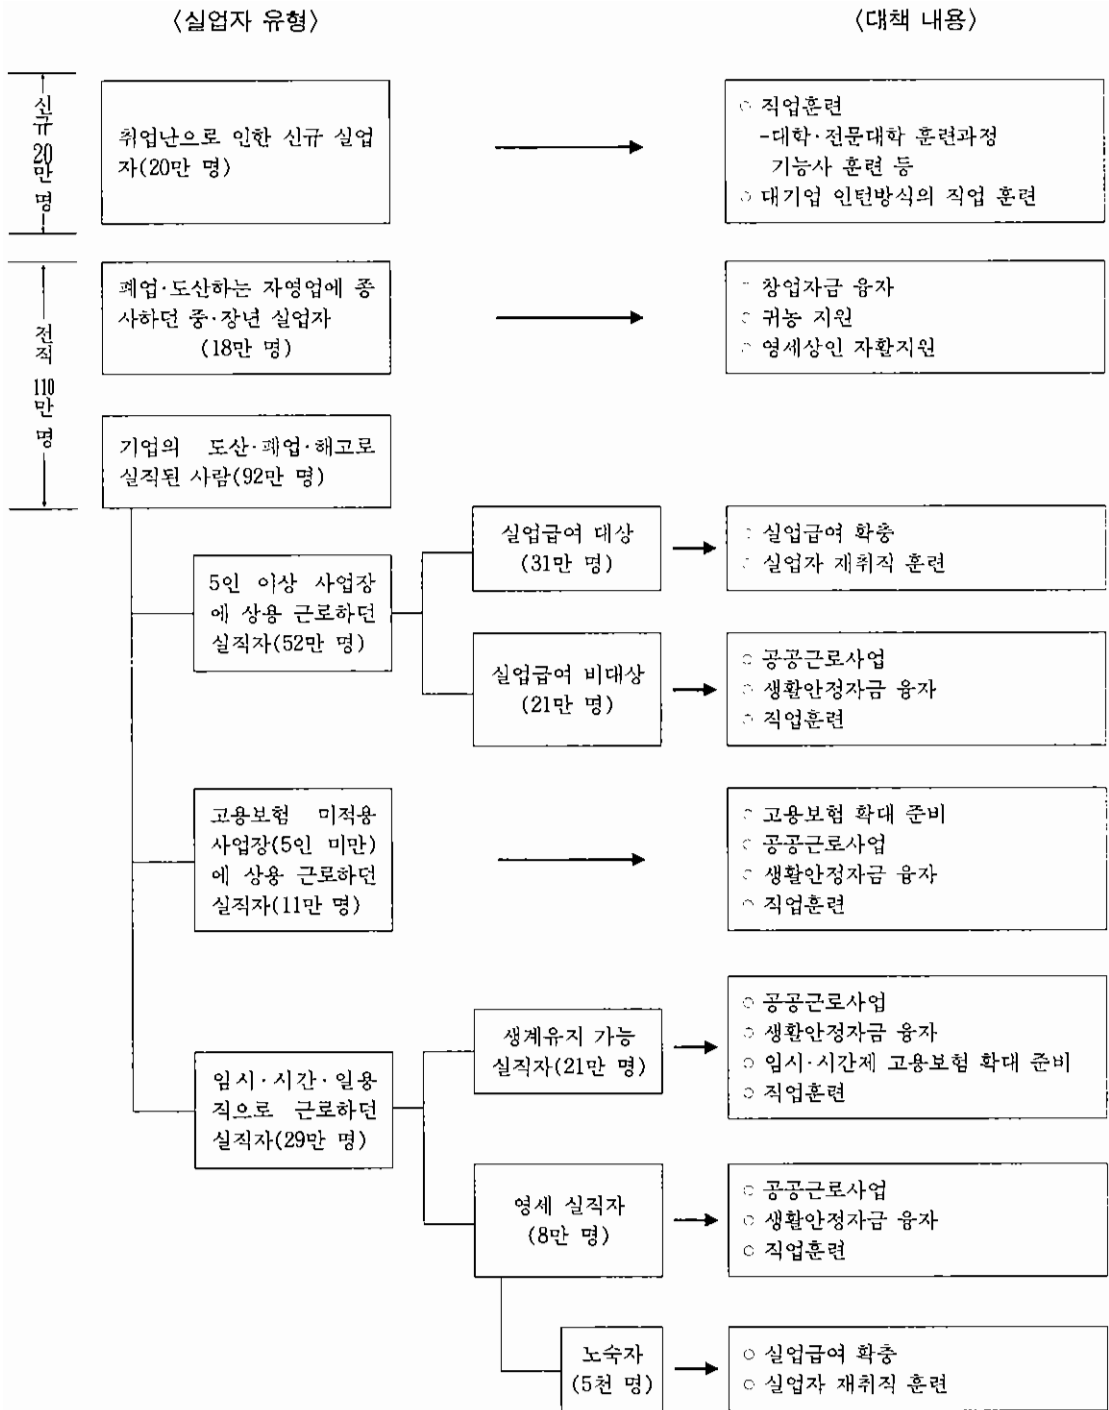 〈실업자 유형〉
〈대책 내용〉
신규 20만 명
취업난으로 인한 신규 실업
자(20만 명)
○ 직업훈련
-대학·전문대학 훈련과정
기능사 훈련 등
○ 대기업 인턴방식의 직업 훈련
전직 110만 명
폐업·도산하는 자영업에 종
사하던 중·장년 실업자
(18만 명)
○ 창업자금 융자
○ 귀농 지원
○ 영세상인 자활지원
기업의 도산·폐업·해고로
실직된 사람(92만 명)
5인 이상 사업장
에 상용 근로하던
실직자(52만 명)
실업급여 대상
(31만 명)
○ 실업급여 확충
○ 실업자 재취직 훈련
실업급여 비대상
(21만 명)
○ 공공근로사업
○ 생활안정자금 융자
○ 직업훈련
고용보험 미적용
사업장(5인 미만)
에 상용 근로하던
실직자(11만 명)
○ 고용보험 확대 준비
○ 공공근로사업
○ 생활안정자금 융자
○ 직업훈련
임시·시간·일용
직으로 근로하던
실직자(29만 명)
생계유지 가능
실직자(21만 명)
○ 공공근로사업
○ 생활안정자금 융자
○ 임시·시간제 고용보험 확대 준비
○ 직업훈련
영세 실직자
(8만 명)
○ 공공근로사업
○ 생활안정자금 융자
○ 직업훈련
노숙자
(5천 명)
○ 실업급여 확충
○ 실업자 재취직 훈련